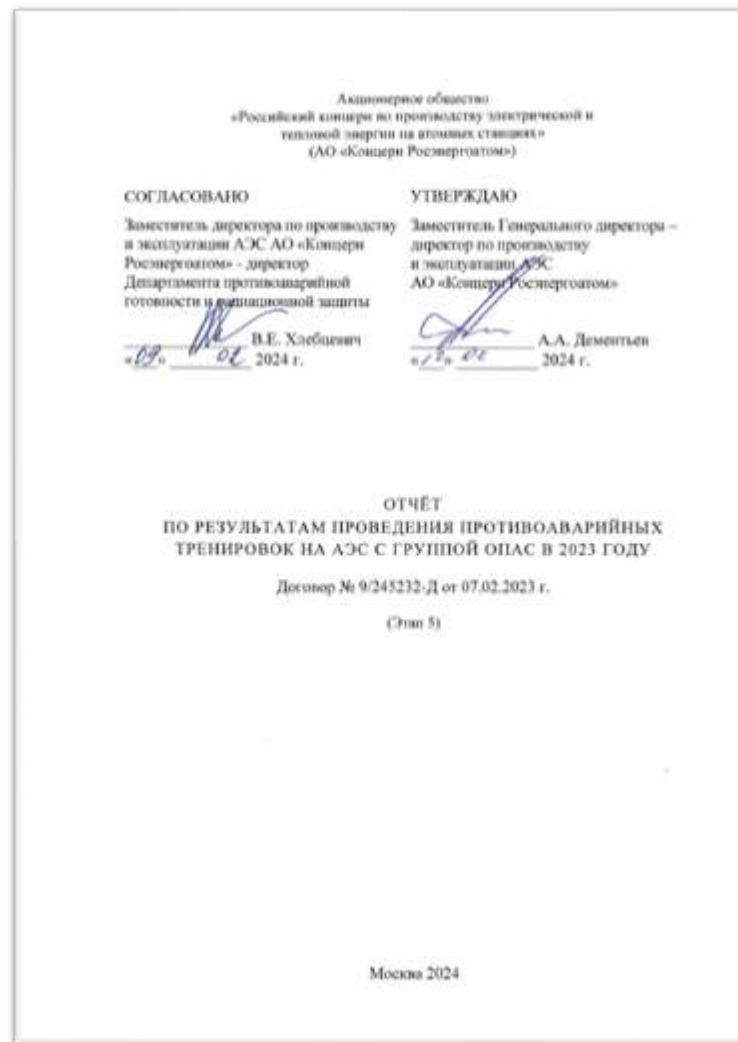 Акционерное общество
«Российский концерн по производству электрической и
тепловой энергии на атомных станциях»
(АО «Концерн Росэнергоатом»)
СОГЛАСОВАНО
Заместитель директора по производству
и эксплуатации АЭС АО «Концерн
Росэнергоатом» - директор
Департамента противоаварийной
готовности и радиационной защиты
В.Е. Хлебцевич
«09» 02 2024 г.
УТВЕРЖДАЮ
Заместитель Генерального директора –
директор по производству
и эксплуатации АЭС
АО «Концерн Росэнергоатом»
А.А. Дементьев
« » 02 2024 г.
ОТЧЁТ
ПО РЕЗУЛЬТАТАМ ПРОВЕДЕНИЯ ПРОТИВОАВАРИЙНЫХ
ТРЕНИРОВОК НА АЭС С ГРУППОЙ ОПАС В 2023 ГОДУ
Договор № 9/245232-Д от 07.02.2023 г.
(Этап 5)
Москва 2024